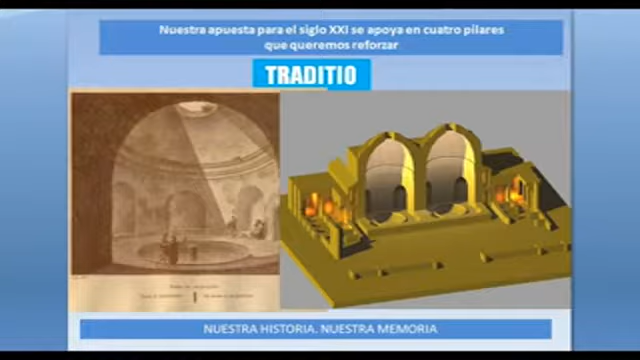 Nuestra apuesta para el siglo XXI se apoya en cuatro pilares
que queremos reforzar
TRADITIO
NUESTRA HISTORIA. NUESTRA MEMORIA